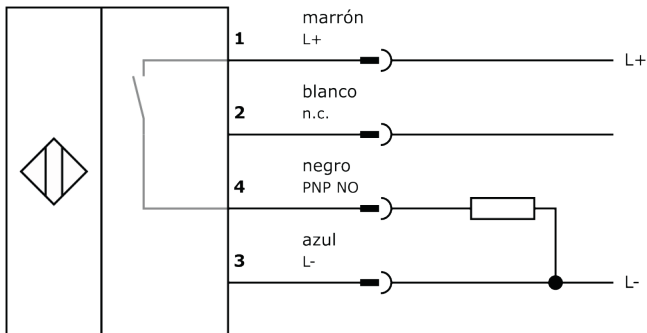 marrón
1 L+
L+
blanco
2 n.c.
negro
4 PNP NO
azul
3 L-
L-